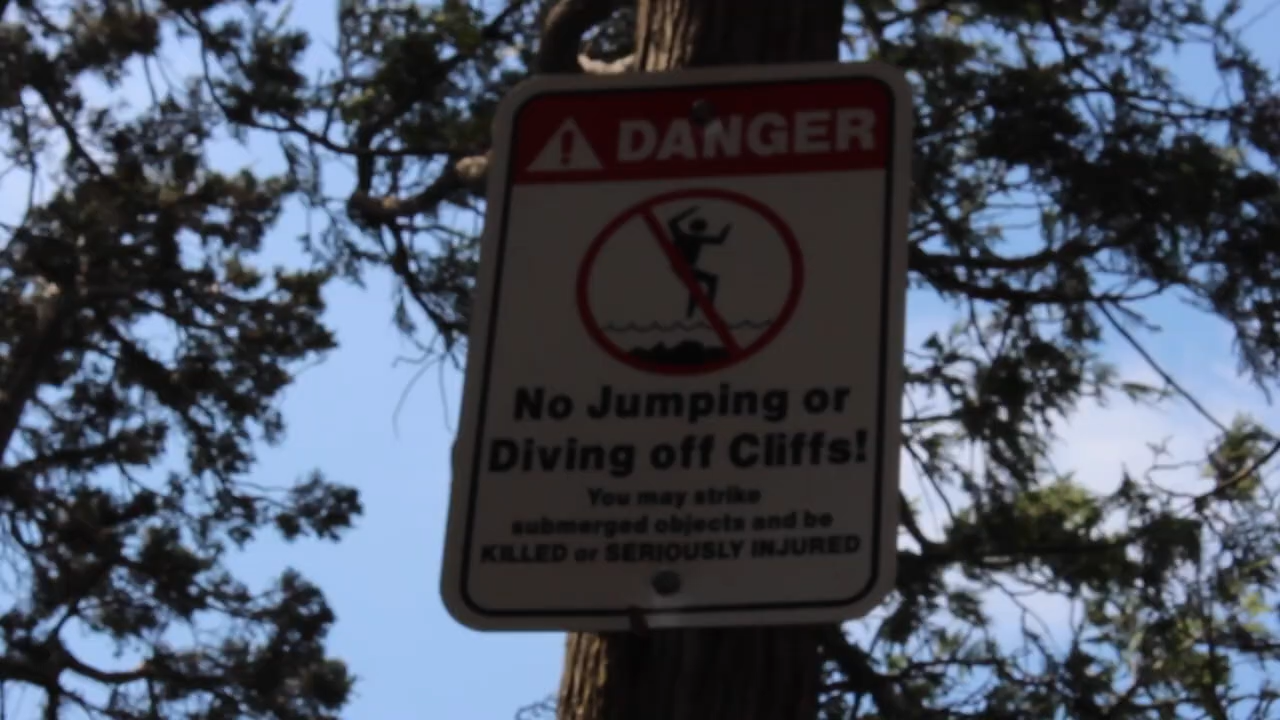 DANGER
No Jumping or
Diving off Cliffs!
You may strike
submerged objects and be
KILLED or SERIOUSLY INJURED